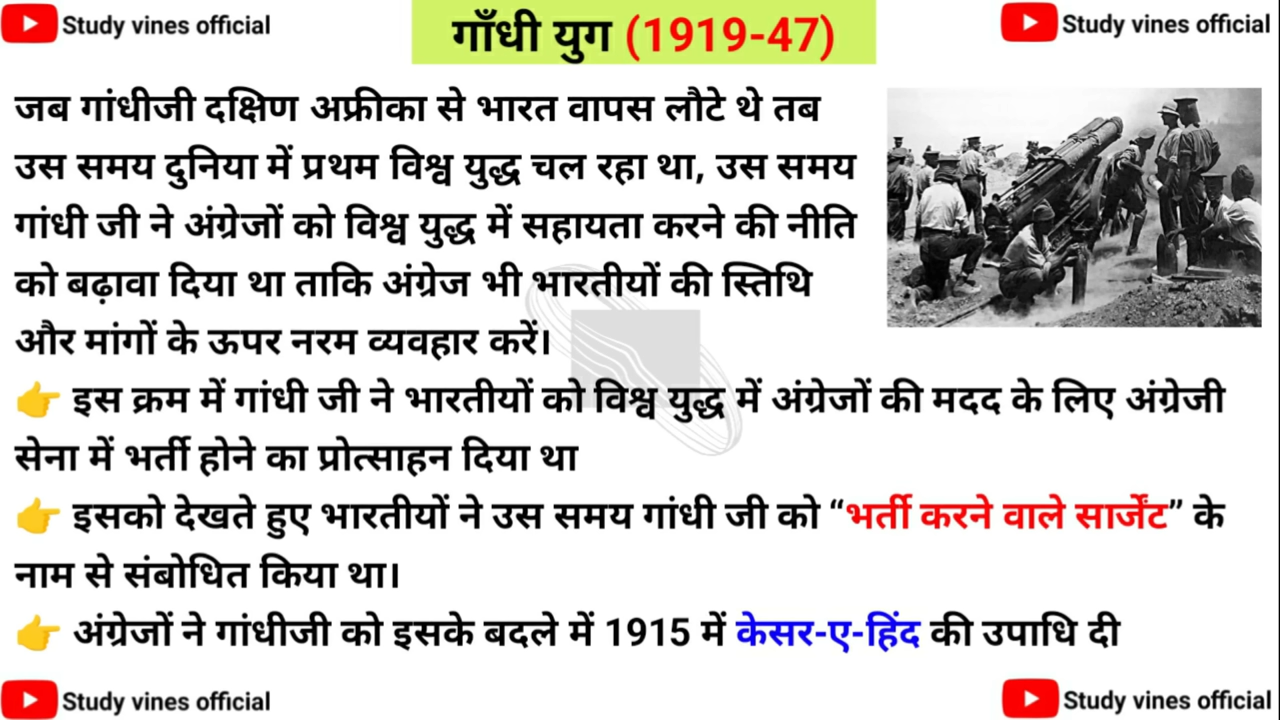 Study vines official
गाँधी युग (1919-47)
Study vines official
जब गांधीजी दक्षिण अफ्रीका से भारत वापस लौटे थे तब
उस समय दुनिया में प्रथम विश्व युद्ध चल रहा था, उस समय
गांधी जी ने अंग्रेजों को विश्व युद्ध में सहायता करने की नीति
को बढ़ावा दिया था ताकि अंग्रेज भी भारतीयों की स्तिथि
और मांगों के ऊपर नरम व्यवहार करें।
👉 इस क्रम में गांधी जी ने भारतीयों को विश्व युद्ध में अंग्रेजों की मदद के लिए अंग्रेजी
सेना में भर्ती होने का प्रोत्साहन दिया था
👉 इसको देखते हुए भारतीयों ने उस समय गांधी जी को “भर्ती करने वाले सार्जेंट” के
नाम से संबोधित किया था।
👉 अंग्रेजों ने गांधीजी को इसके बदले में 1915 में केसर-ए-हिंद की उपाधि दी
Study vines official
Study vines official